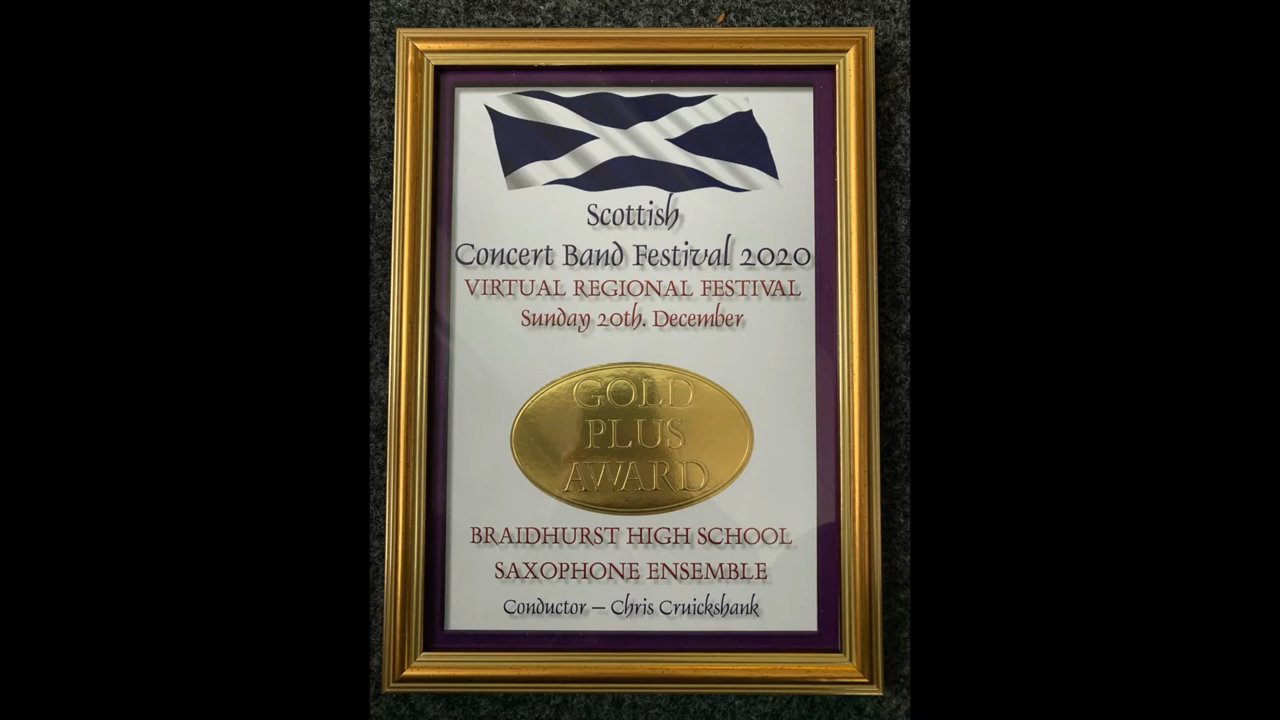 Scottish
Concert Band Festival 2020
VIRTUAL REGIONAL FESTIVAL
Sunday 20th. December
GOLD
PLUS
AWARD
BRAIDHURST HIGH SCHOOL
SAXOPHONE ENSEMBLE
Conductor – Chris Cruickshank